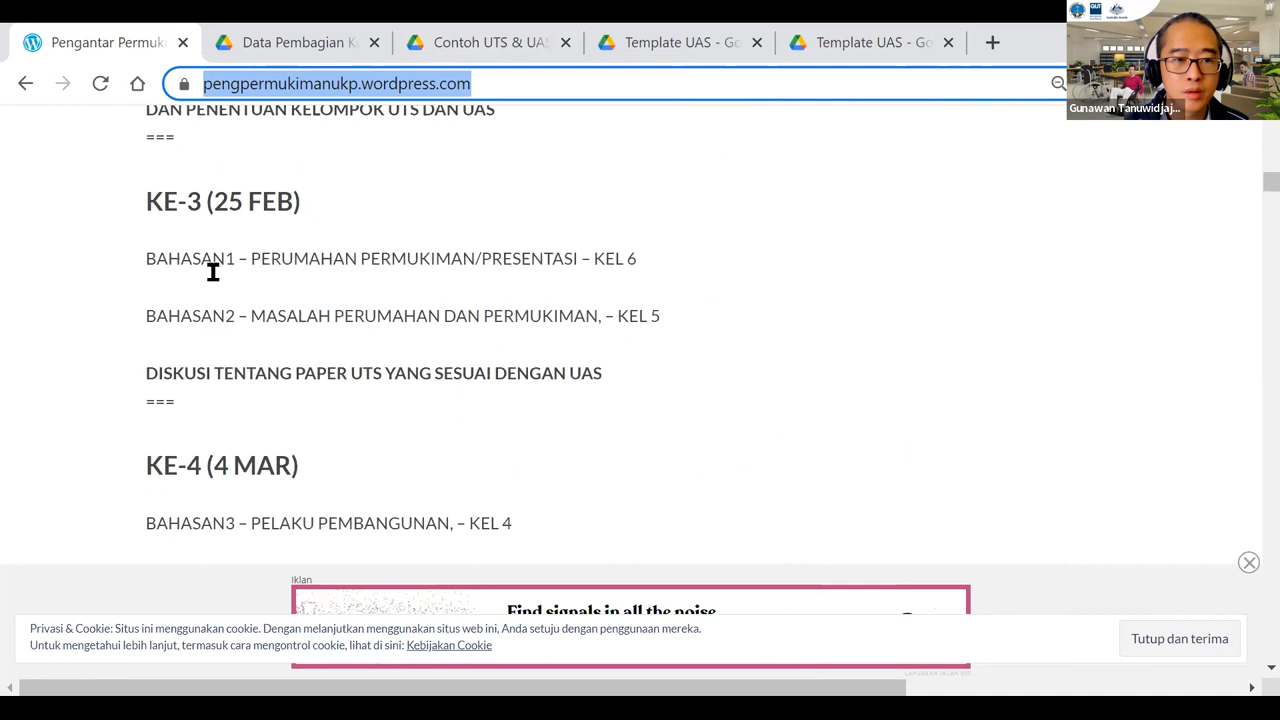 Pengantar Permuki
Data Pembagian K
Contoh UTS & UA
Template UAS - Go
Template UAS - Go
pengpermukimanukp.wordpress.com
QUT
Gunawan Tanuwidjaj...
DAN PENENTUAN KELOMPOK UTS DAN UAS
===
KE-3 (25 FEB)
BAHASAN1 – PERUMAHAN PERMUKIMAN/PRESENTASI – KEL 6
BAHASAN2 – MASALAH PERUMAHAN DAN PERMUKIMAN, – KEL 5
DISKUSI TENTANG PAPER UTS YANG SESUAI DENGAN UAS
===
KE-4 (4 MAR)
BAHASAN3 – PELAKU PEMBANGUNAN, – KEL 4
Iklan
Find signals in all the noise
Privasi & Cookie: Situs ini menggunakan cookie. Dengan melanjutkan menggunakan situs web ini, Anda setuju dengan penggunaan mereka.
Untuk mengetahui lebih lanjut, termasuk cara mengontrol cookie, lihat di sini: Kebijakan Cookie
Tutup dan terima